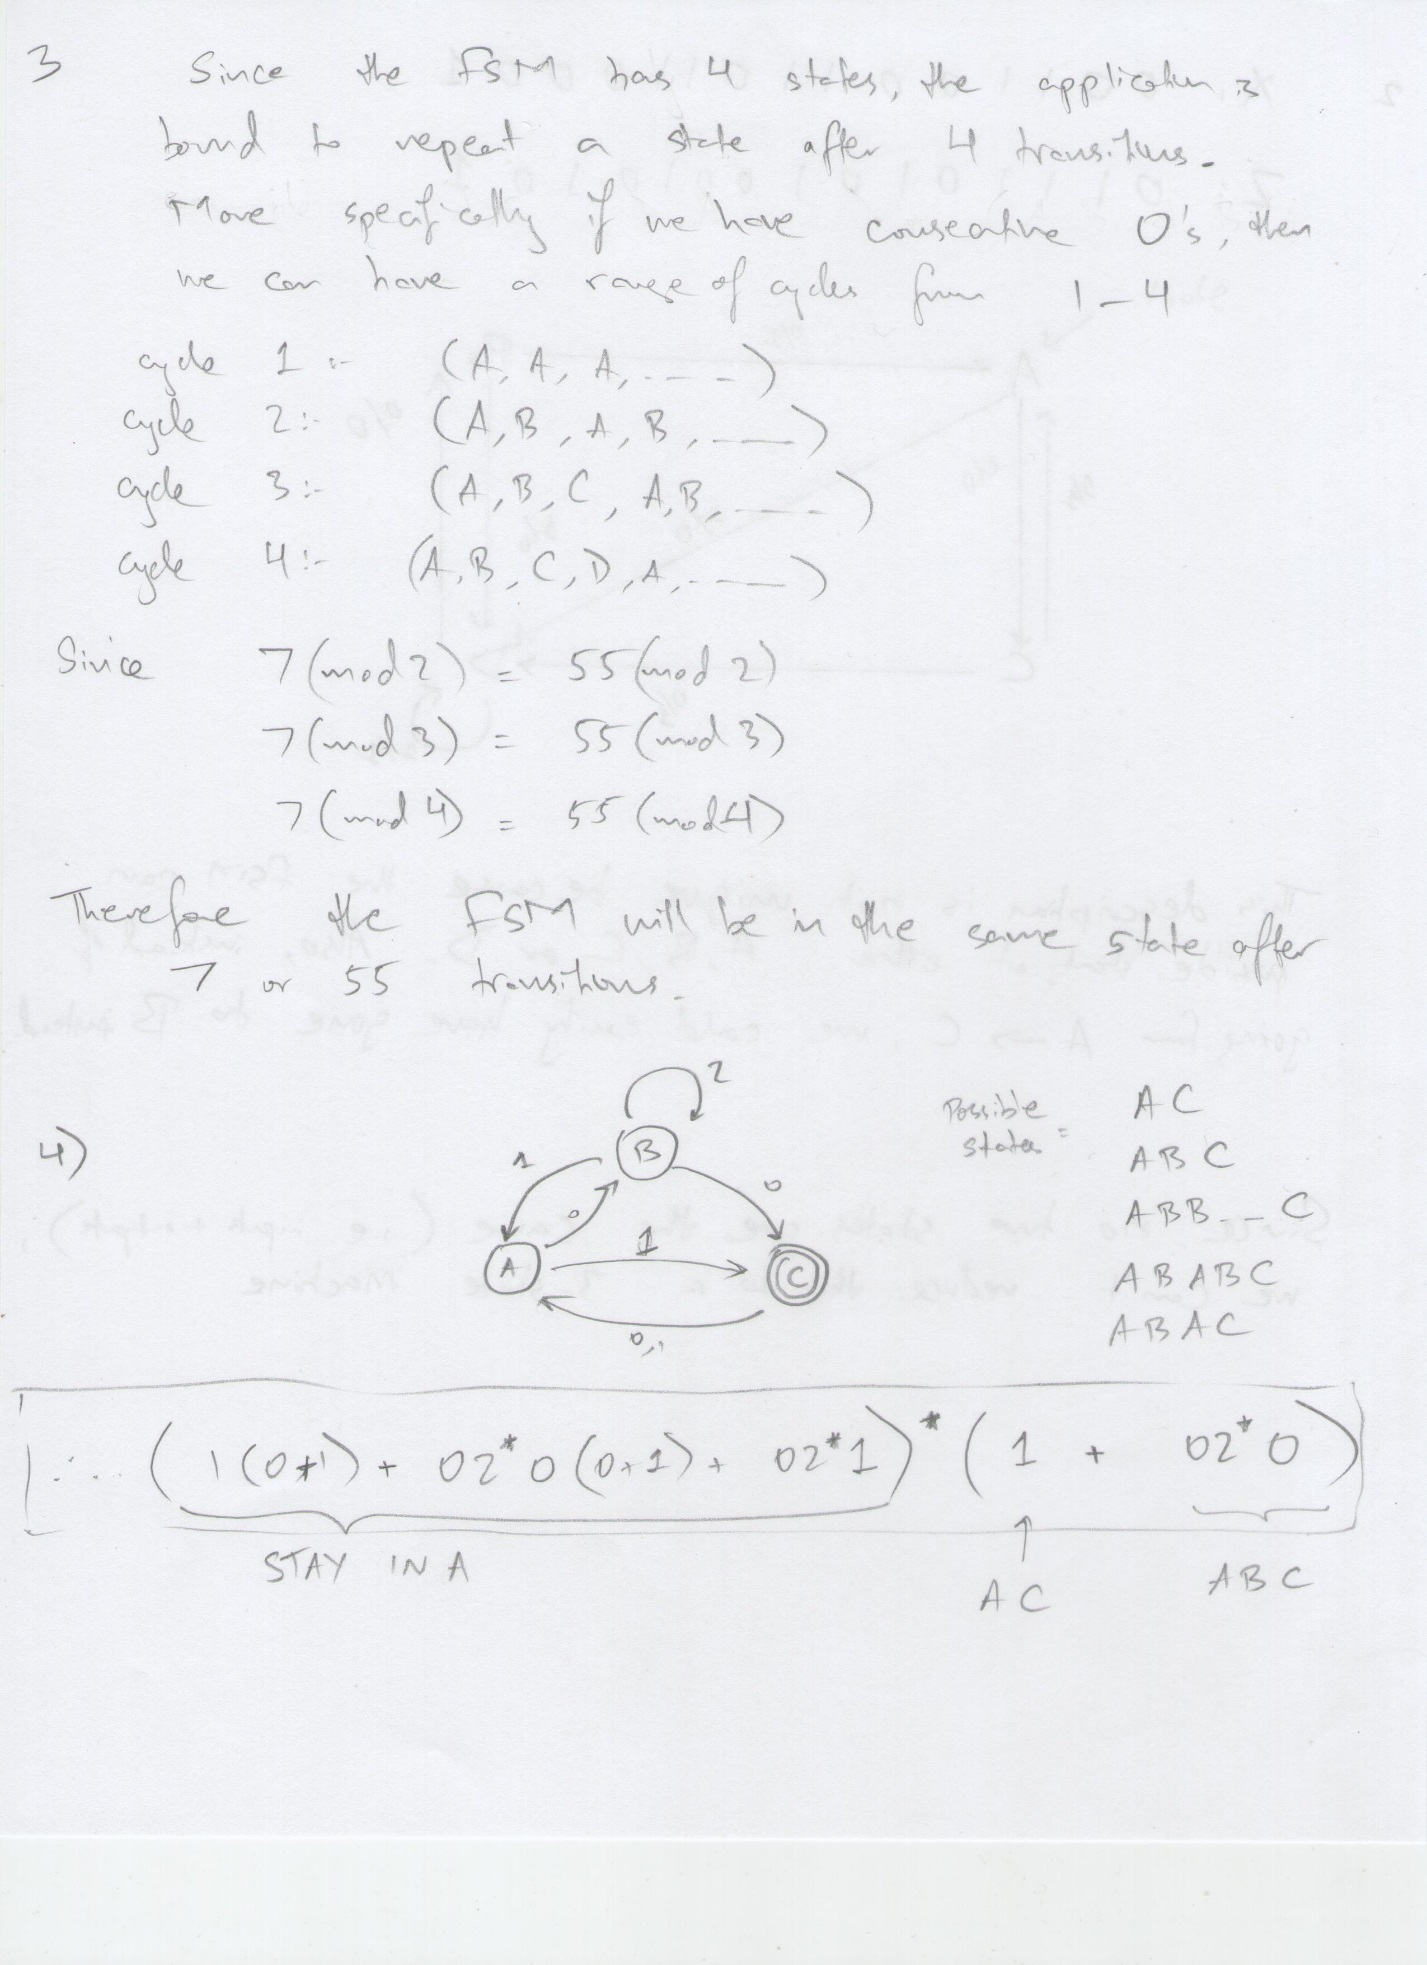 3 Since the FSM has 4 states, the application is
bound to repeat a state after 4 transitions.
More specifically if we have consecutive 0's, then
we can have a range of cycles from 1-4
cycle 1 :- (A, A, A, ----)
cycle 2:- (A, B, A, B, ----)
cycle 3:- (A, B, C, A, B, ----)
cycle 4:- (A, B, C, D, A, ----)
Since 7(mod 2) = 55(mod 2)
7(mod 3) = 55(mod 3)
7(mod 4) = 55(mod 4)
Therefore the FSM will be in the same state after
7 or 55 transitions.
4)
2
B
1
0
0
A
1
C
0,1
Possible states =
AC
ABC
ABB--C
ABABC
ABAC
∴ (1(0+1) + 02*0(0+1) + 02*1)* (1 + 02*0)
STAY IN A
AC
ABC